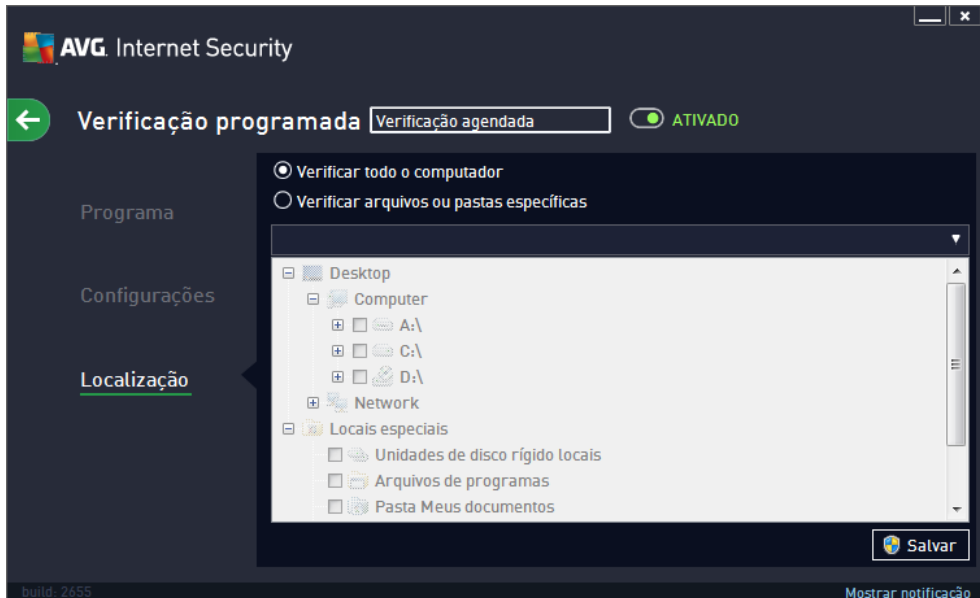 AVG. Internet Security
Verificação programada
Verificação agendada
ATIVADO
Programa
Configurações
Localização
Verificar todo o computador
Verificar arquivos ou pastas específicas
Desktop
Computer
A:\
C:\
D:\
Network
Locais especiais
Unidades de disco rígido locais
Arquivos de programas
Pasta Meus documentos
Salvar
build: 2655
Mostrar notificação